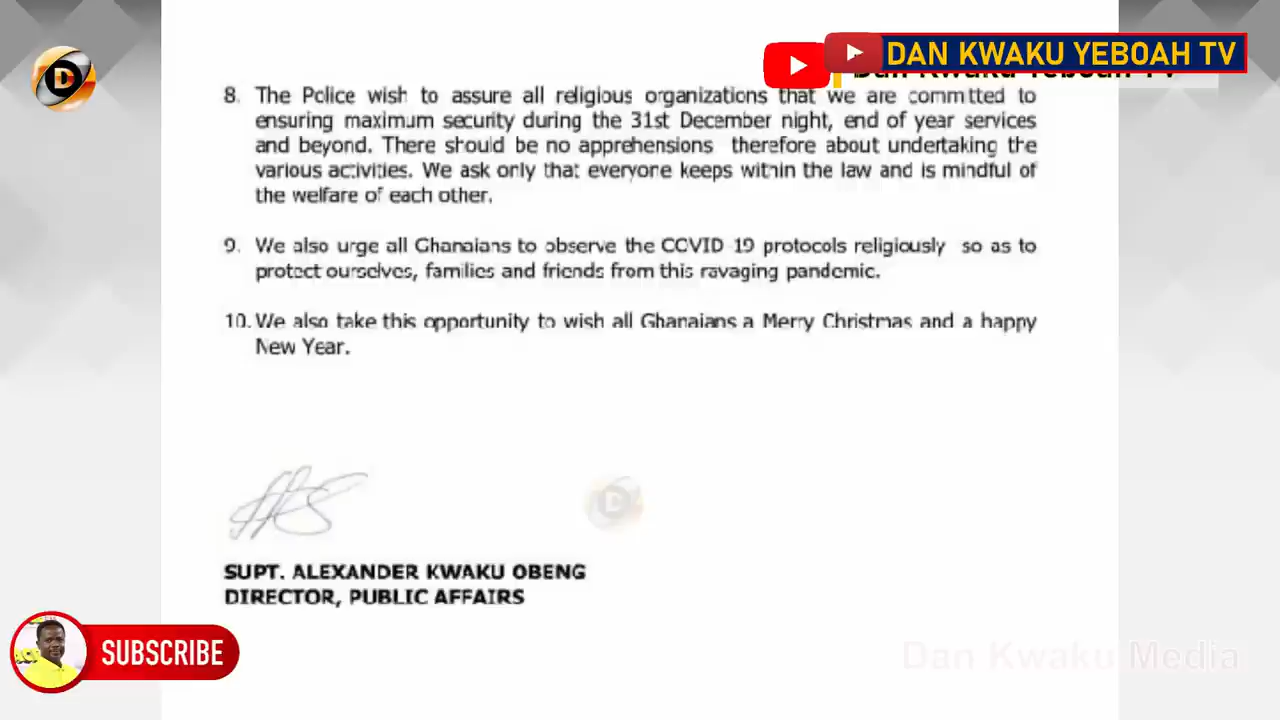 DAN KWAKU YEBOAH TV
Dan Kwaku Yeboah TV
8. The Police wish to assure all religious organizations that we are committed to
ensuring maximum security during the 31st December night, end of year services
and beyond. There should be no apprehensions therefore about undertaking the
various activities. We ask only that everyone keeps within the law and is mindful of
the welfare of each other.
9. We also urge all Ghanaians to observe the COVID 19 protocols religiously so as to
protect ourselves, families and friends from this ravaging pandemic.
10. We also take this opportunity to wish all Ghanaians a Merry Christmas and a happy
New Year.
SUPT. ALEXANDER KWAKU OBENG
DIRECTOR, PUBLIC AFFAIRS
SUBSCRIBE
Dan Kwaku Media